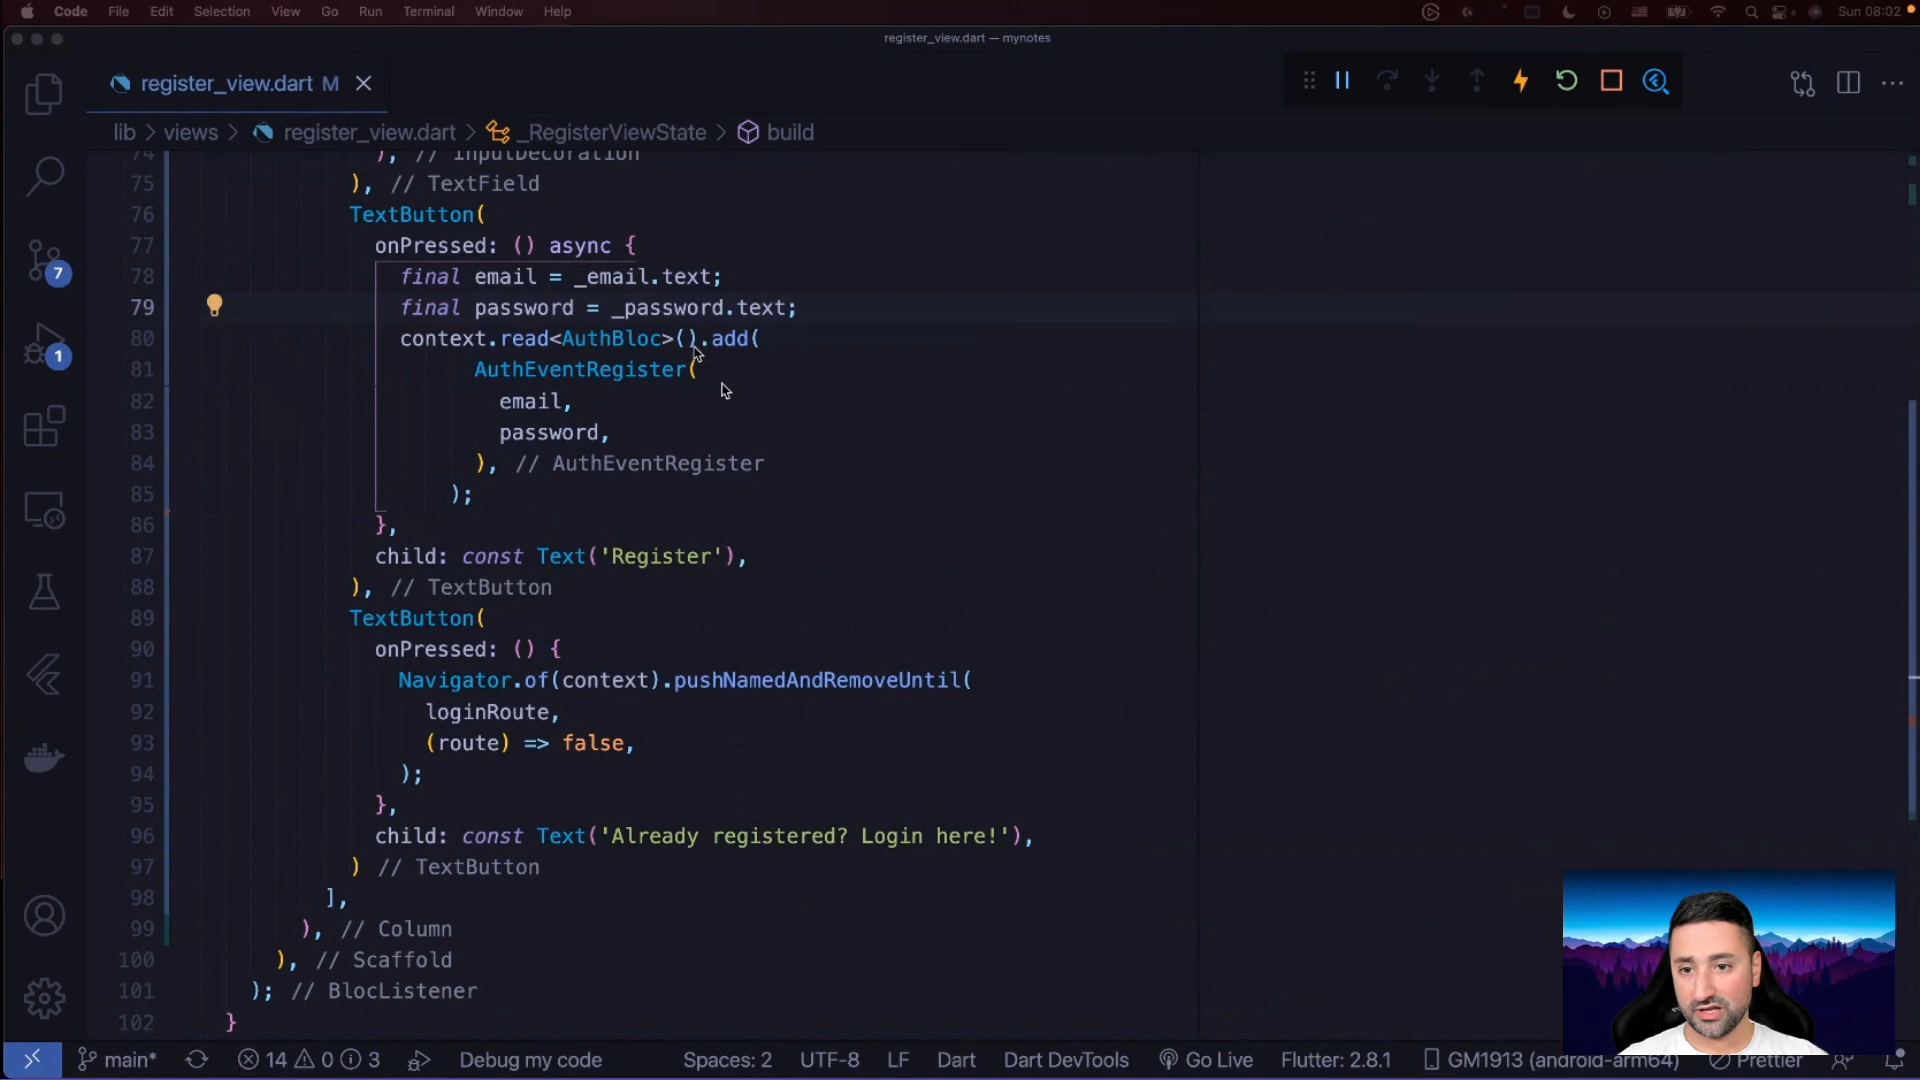 Code File Edit Selection View Go Run Terminal Window Help Sun 08:02
register_view.dart — mynotes
register_view.dart M
lib > views > register_view.dart > _RegisterViewState > build
74 ), // InputDecoration
75 ), // TextField
76 TextButton(
77 onPressed: () async {
78 final email = _email.text;
79 final password = _password.text;
80 context.read<AuthBloc>().add(
81 AuthEventRegister(
82 email,
83 password,
84 ), // AuthEventRegister
85 );
86 },
87 child: const Text('Register'),
88 ), // TextButton
89 TextButton(
90 onPressed: () {
91 Navigator.of(context).pushNamedAndRemoveUntil(
92 loginRoute,
93 (route) => false,
94 );
95 },
96 child: const Text('Already registered? Login here!'),
97 ) // TextButton
98 ],
99 ), // Column
100 ), // Scaffold
101 ); // BlocListener
102 }
7
1
main* 14 0 3 Debug my code Spaces: 2 UTF-8 LF Dart Dart DevTools Go Live Flutter: 2.8.1 GM1913 (android-arm64) Prettier